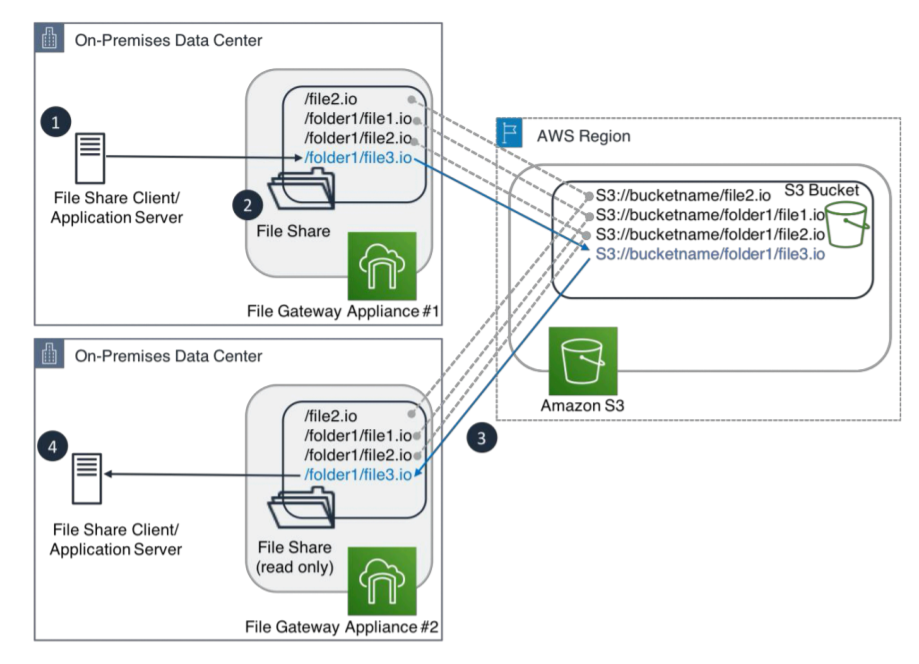 On-Premises Data Center
1
File Share Client/
Application Server
/file2.io
/folder1/file1.io
/folder1/file2.io
/folder1/file3.io
2
File Share
File Gateway Appliance #1
AWS Region
S3 Bucket
S3://bucketname/file2.io
S3://bucketname/folder1/file1.io
S3://bucketname/folder1/file2.io
S3://bucketname/folder1/file3.io
Amazon S3
On-Premises Data Center
/file2.io
/folder1/file1.io
/folder1/file2.io
/folder1/file3.io
3
4
File Share Client/
Application Server
File Share
(read only)
File Gateway Appliance #2